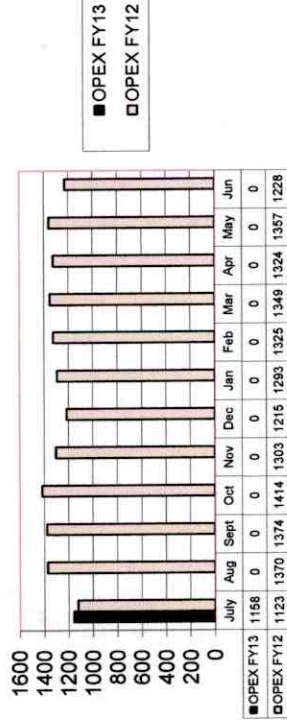 1600
1400
1200
1000
800
600
400
200
0
July Aug Sept Oct Nov Dec Jan Feb Mar Apr May Jun
OPEX FY13 1158 0 0 0 0 0 0 0 0 0 0 0
OPEX FY12 1123 1370 1374 1414 1303 1215 1293 1325 1349 1324 1357 1228
OPEX FY13
OPEX FY12